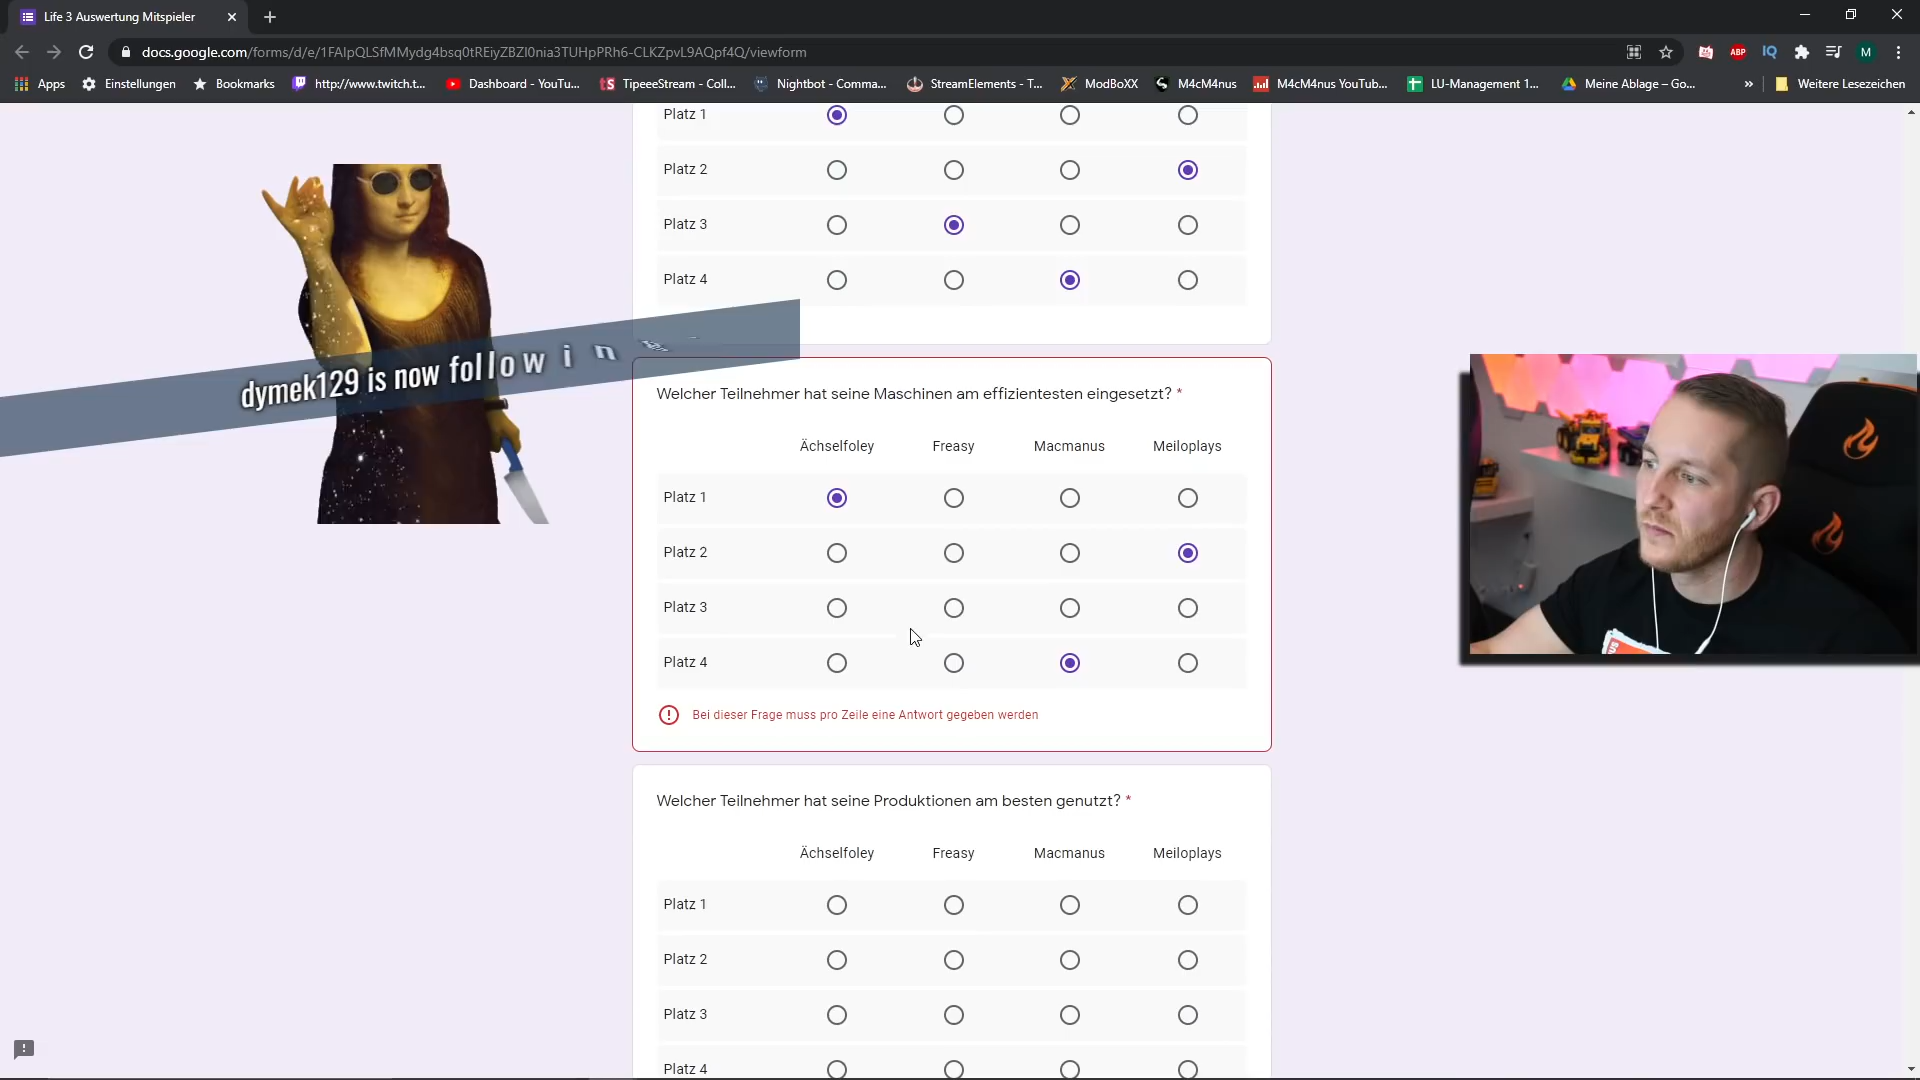 Life 3 Auswertung Mitspieler
docs.google.com/forms/d/e/1FAIpQLSfMMydg4bsq0tREiyZBZI0nia3TUHpPRh6-CLKZpvL9AQpf4Q/viewform
ABP
IQ
M
Apps
Einstellungen
Bookmarks
http://www.twitch.t...
Dashboard - YouTu...
TipeeeStream - Coll...
Nightbot - Comma...
StreamElements - T...
ModBoXX
M4cM4nus
M4cM4nus YouTub...
LU-Management 1...
Meine Ablage – Go...
»
Weitere Lesezeichen
Platz 1
Platz 2
Platz 3
Platz 4
dymek129 is now followin
Welcher Teilnehmer hat seine Maschinen am effizientesten eingesetzt? *
Ächselfoley Freasy Macmanus Meiloplays
Platz 1
Platz 2
Platz 3
Platz 4
Bei dieser Frage muss pro Zeile eine Antwort gegeben werden
Welcher Teilnehmer hat seine Produktionen am besten genutzt? *
Ächselfoley Freasy Macmanus Meiloplays
Platz 1
Platz 2
Platz 3
Platz 4